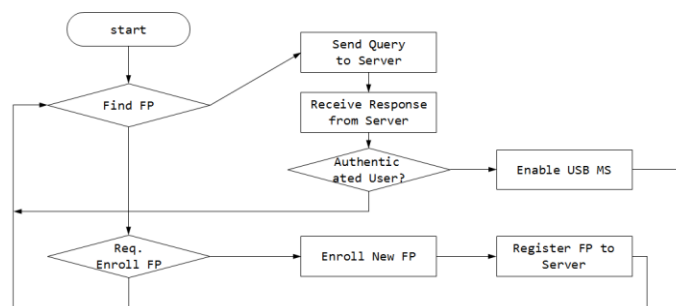 start
Send Query
to Server
Find FP
Receive Response
from Server
Authentic
ated User?
Enable USB MS
Req.
Enroll FP
Enroll New FP
Register FP to
Server